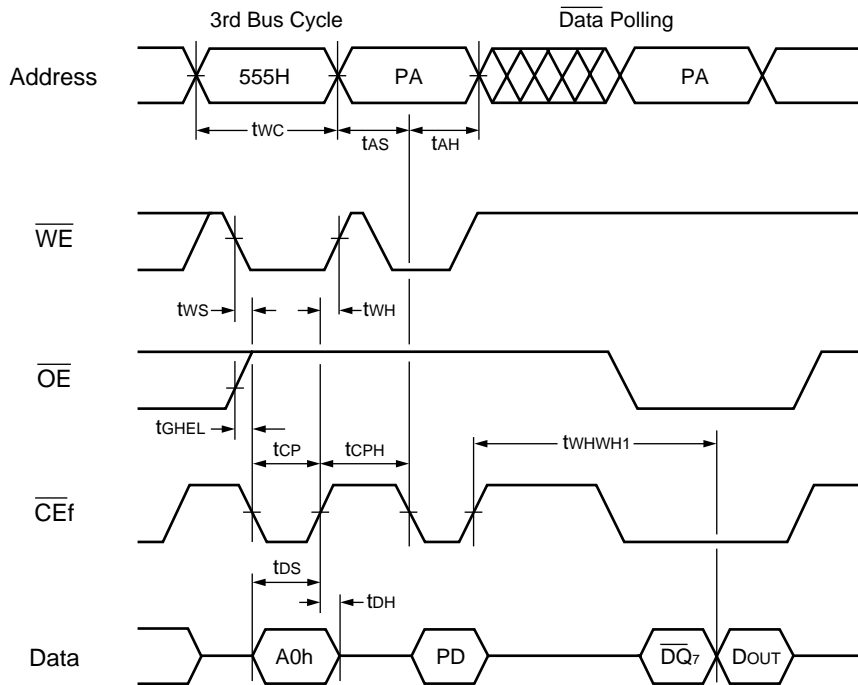 3rd Bus Cycle
Data Polling
Address
555H
PA
PA
tWC
tAS
tAH
WE
tWS
tWH
OE
tGHEL
tCP
tCPH
tWHWH1
CEf
tDS
tDH
Data
A0h
PD
DQ7
DOUT